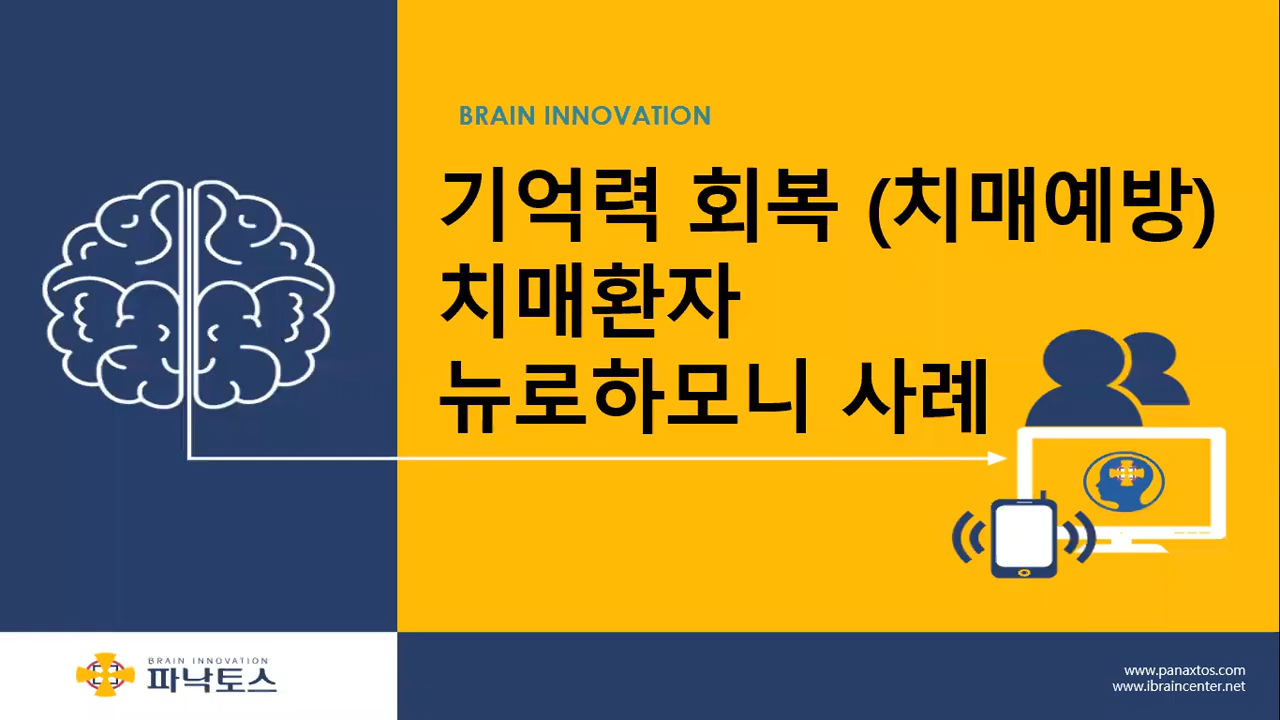 BRAIN INNOVATION
기억력 회복 (치매예방)
치매환자
뉴로하모니 사례
BRAIN INNOVATION
파낙토스
www.panaxtos.com
www.ibraincenter.net